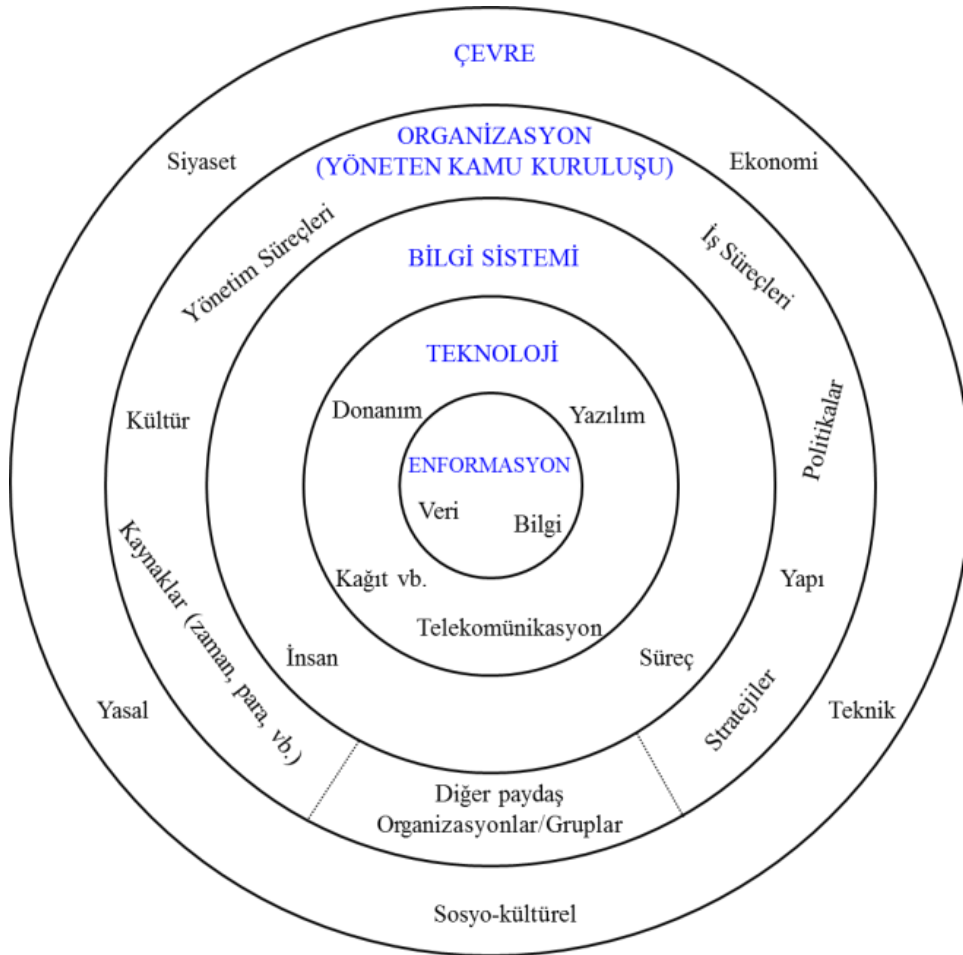 ÇEVRE
ORGANİZASYON
(YÖNETEN KAMU KURULUŞU)
Siyaset
Ekonomi
Yönetim Süreçleri
İş Süreçleri
BİLGİ SİSTEMİ
TEKNOLOJİ
Donanım
Yazılım
Kültür
Politikalar
ENFORMASYON
Veri
Bilgi
Kağıt vb.
Yapı
Telekomünikasyon
Kaynaklar (zaman, para, vb.)
İnsan
Süreç
Yasal
Stratejiler
Teknik
Diğer paydaş
Organizasyonlar/Gruplar
Sosyo-kültürel